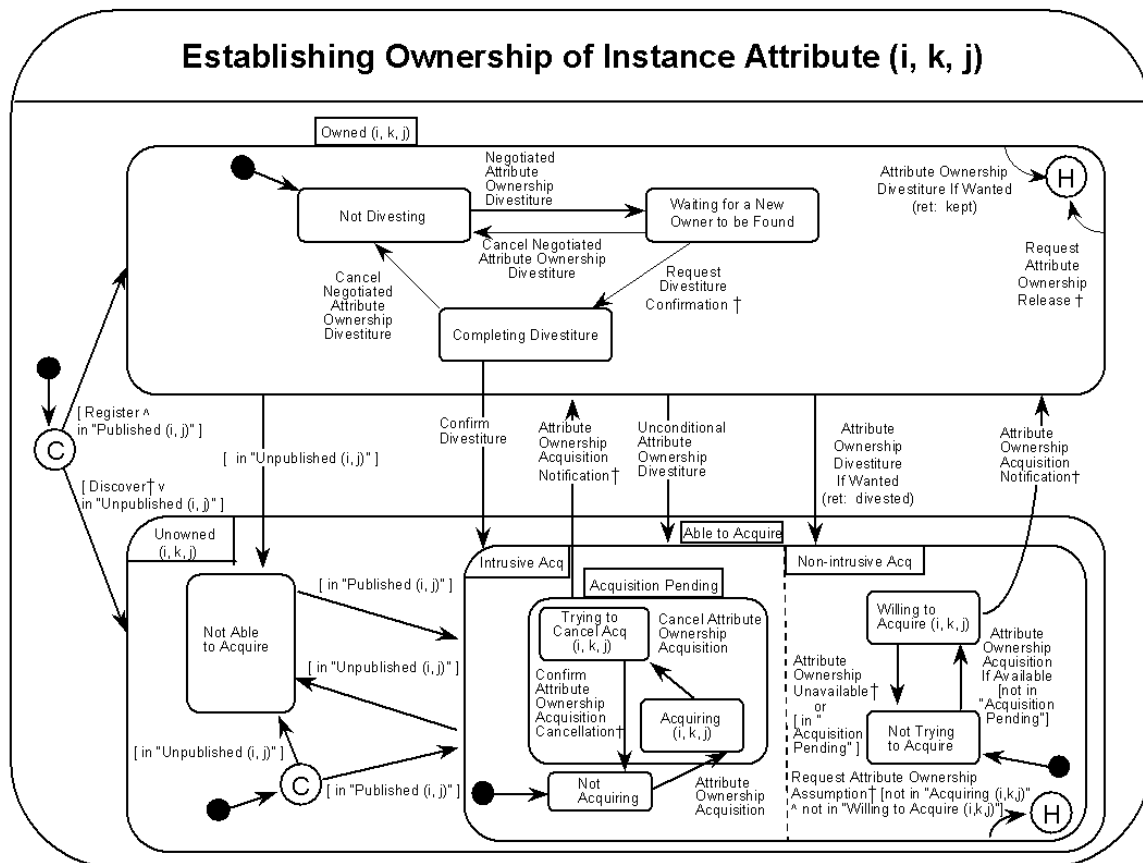 Establishing Ownership of Instance Attribute (i, k, j)
Owned (i, k, j)
Negotiated
Attribute
Ownership
Divestiture
Not Divesting
Waiting for a New
Owner to be Found
Attribute Ownership
Divestiture If Wanted
(ret: kept)
H
Cancel Negotiated
Attribute Ownership
Divestiture
Cancel
Negotiated
Attribute
Ownership
Divestiture
Request
Divestiture
Confirmation †
Request
Attribute
Ownership
Release †
Completing Divestiture
C
[ Register ^
in "Published (i, j)" ]
[ Discover† v
in "Unpublished (i, j)" ]
[ in "Unpublished (i, j)" ]
Confirm
Divestiture
Attribute
Ownership
Acquisition
Notification†
Unconditional
Attribute
Ownership
Divestiture
Attribute
Ownership
Divestiture
If Wanted
(ret: divested)
Attribute
Ownership
Acquisition
Notification†
Unowned
(i, k, j)
Able to Acquire
Intrusive Acq
Non-intrusive Acq
Not Able
to Acquire
[ in "Published (i, j)" ]
[ in "Unpublished (i, j)" ]
[ in "Unpublished (i, j)" ]
C
[ in "Published (i, j)" ]
Acquisition Pending
Trying to
Cancel Acq
(i, k, j)
Cancel Attribute
Ownership
Acquisition
Confirm
Attribute
Ownership
Acquisition
Cancellation†
Acquiring
(i, k, j)
Not
Acquiring
Attribute
Ownership
Acquisition
Willing to
Acquire (i, k, j)
Attribute
Ownership
Unavailable†
or
[ in "
Acquisition
Pending" ]
Attribute
Ownership
Acquisition
If Available
[not in
"Acquisition
Pending"]
Not Trying
to Acquire
Request Attribute Ownership
Assumption† [not in "Acquiring (i,k,j)"
^ not in "Willing to Acquire (i,k,j)"]
H